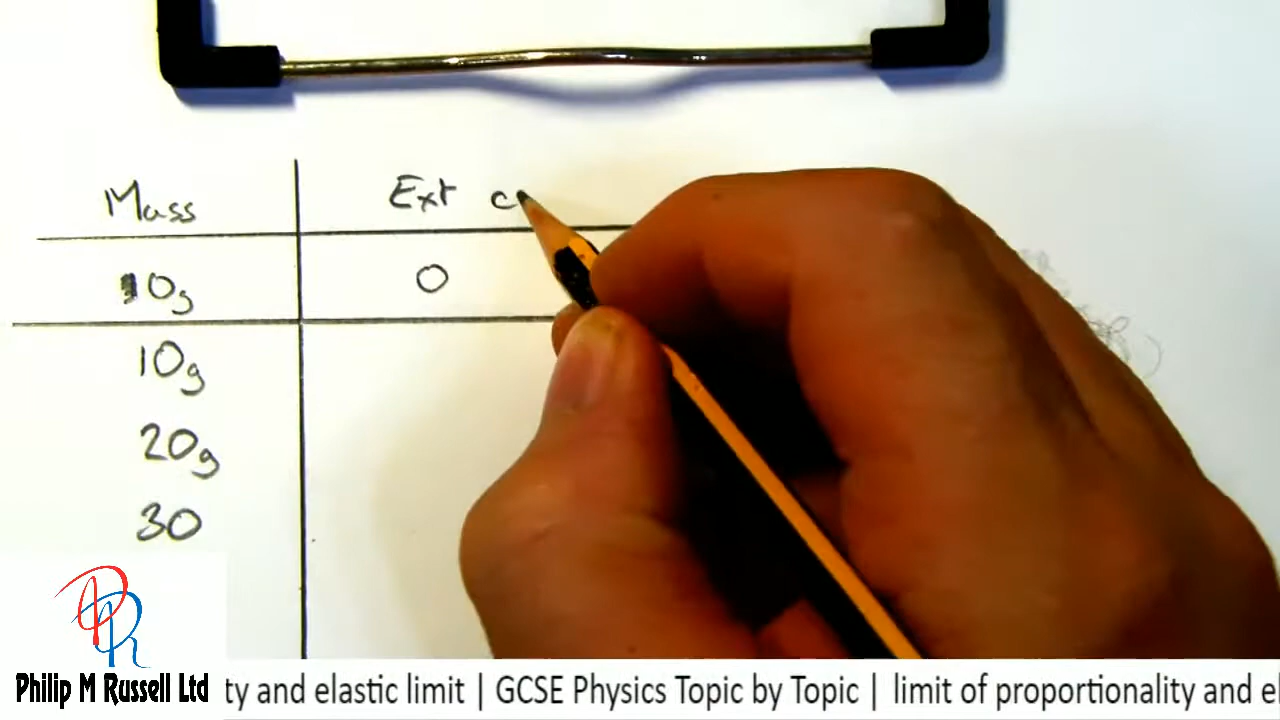 Mass Ext c
10g 0
10g
20g
30
Philip M Russell Ltd
ty and elastic limit | GCSE Physics Topic by Topic | limit of proportionality and el